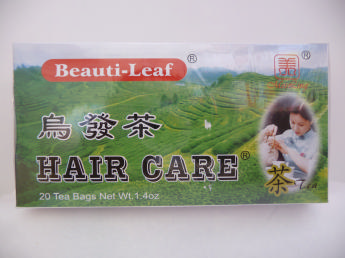 Beauti-Leaf®
烏發茶
HAIR CARE®
茶 Tea
20 Tea Bags Net Wt. 1.4oz